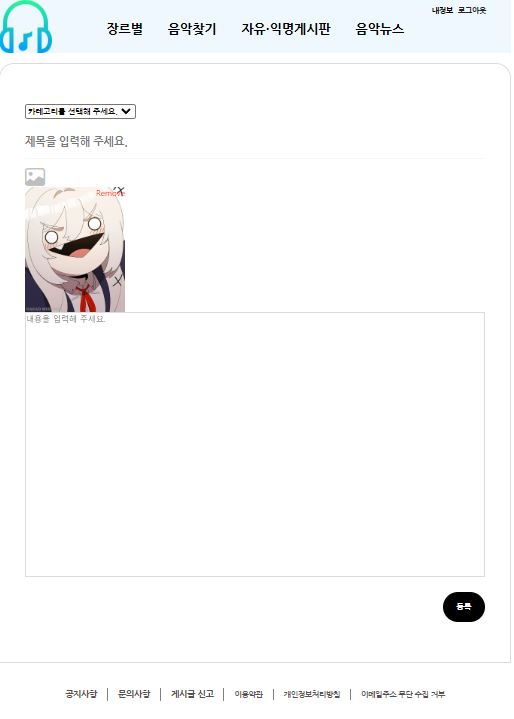 내정보 로그아웃
장르별 음악찾기 자유·익명게시판 음악뉴스
카테고리를 선택해 주세요.
제목을 입력해 주세요.
Remove
내용을 입력해 주세요.
등록
공지사항 | 문의사항 | 게시글 신고 | 이용약관 | 개인정보처리방침 | 이메일주소 무단 수집 거부